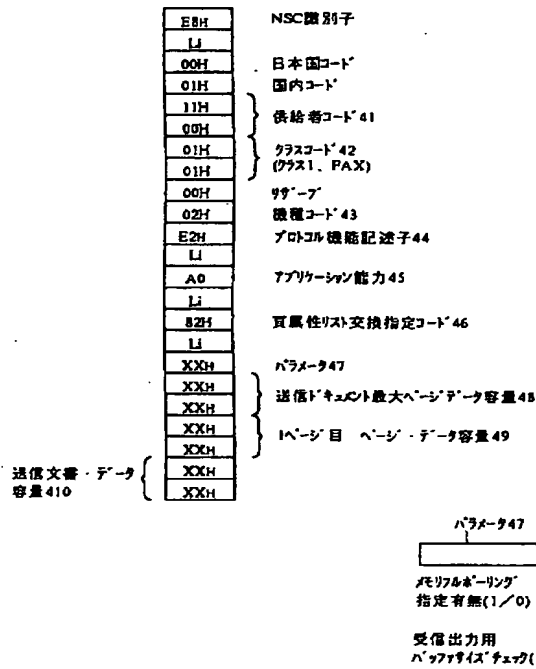 E8H NSC識別子
Li
00H 日本国コード
01H 国内コード
11H
00H 供給者コード41
01H クラスコード42
01H (クラス1、FAX)
00H リザーブ
02H 機種コード43
E2H プロトコル機能記述子44
Li
A0 アプリケーション能力45
Li
82H 頁属性リスト交換指定コード46
Li
XXH パラメータ47
XXH
XXH 送信ドキュメント最大ページデータ容量48
XXH
XXH 1ページ目 ページ・データ容量49
XXH
XXH
送信文書・データ
容量410
パラメータ47
メモリフルポーリング
指定有無(1/0)
受信出力用
バッファサイズチェック(